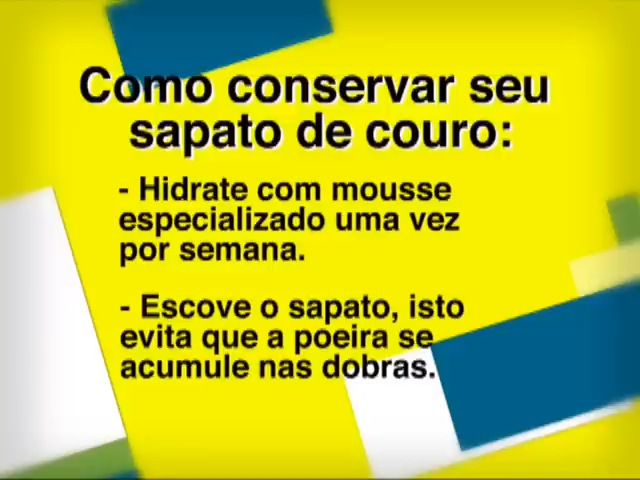 Como conservar seu
sapato de couro:
- Hidrate com mousse
especializado uma vez
por semana.
- Escove o sapato, isto
evita que a poeira se
acumule nas dobras.